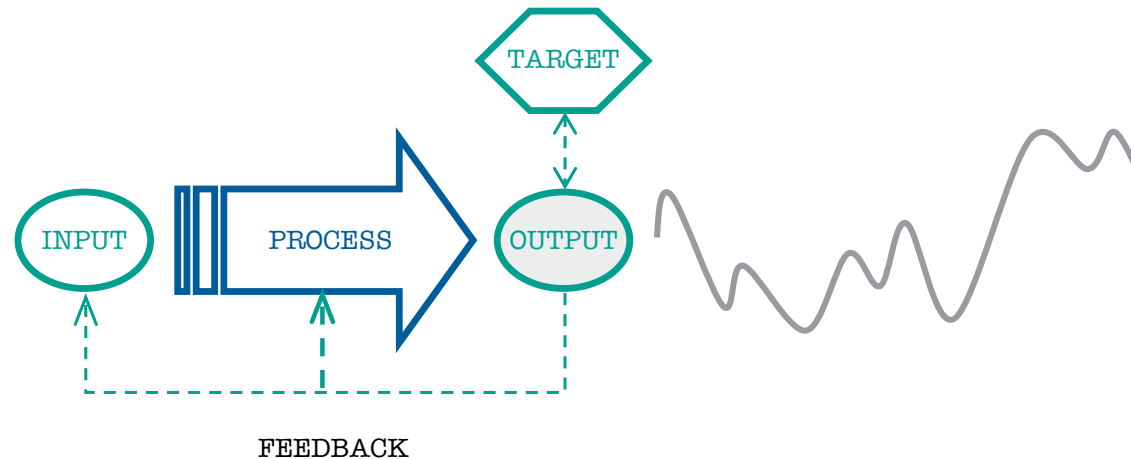 TARGET
INPUT
PROCESS
OUTPUT
FEEDBACK